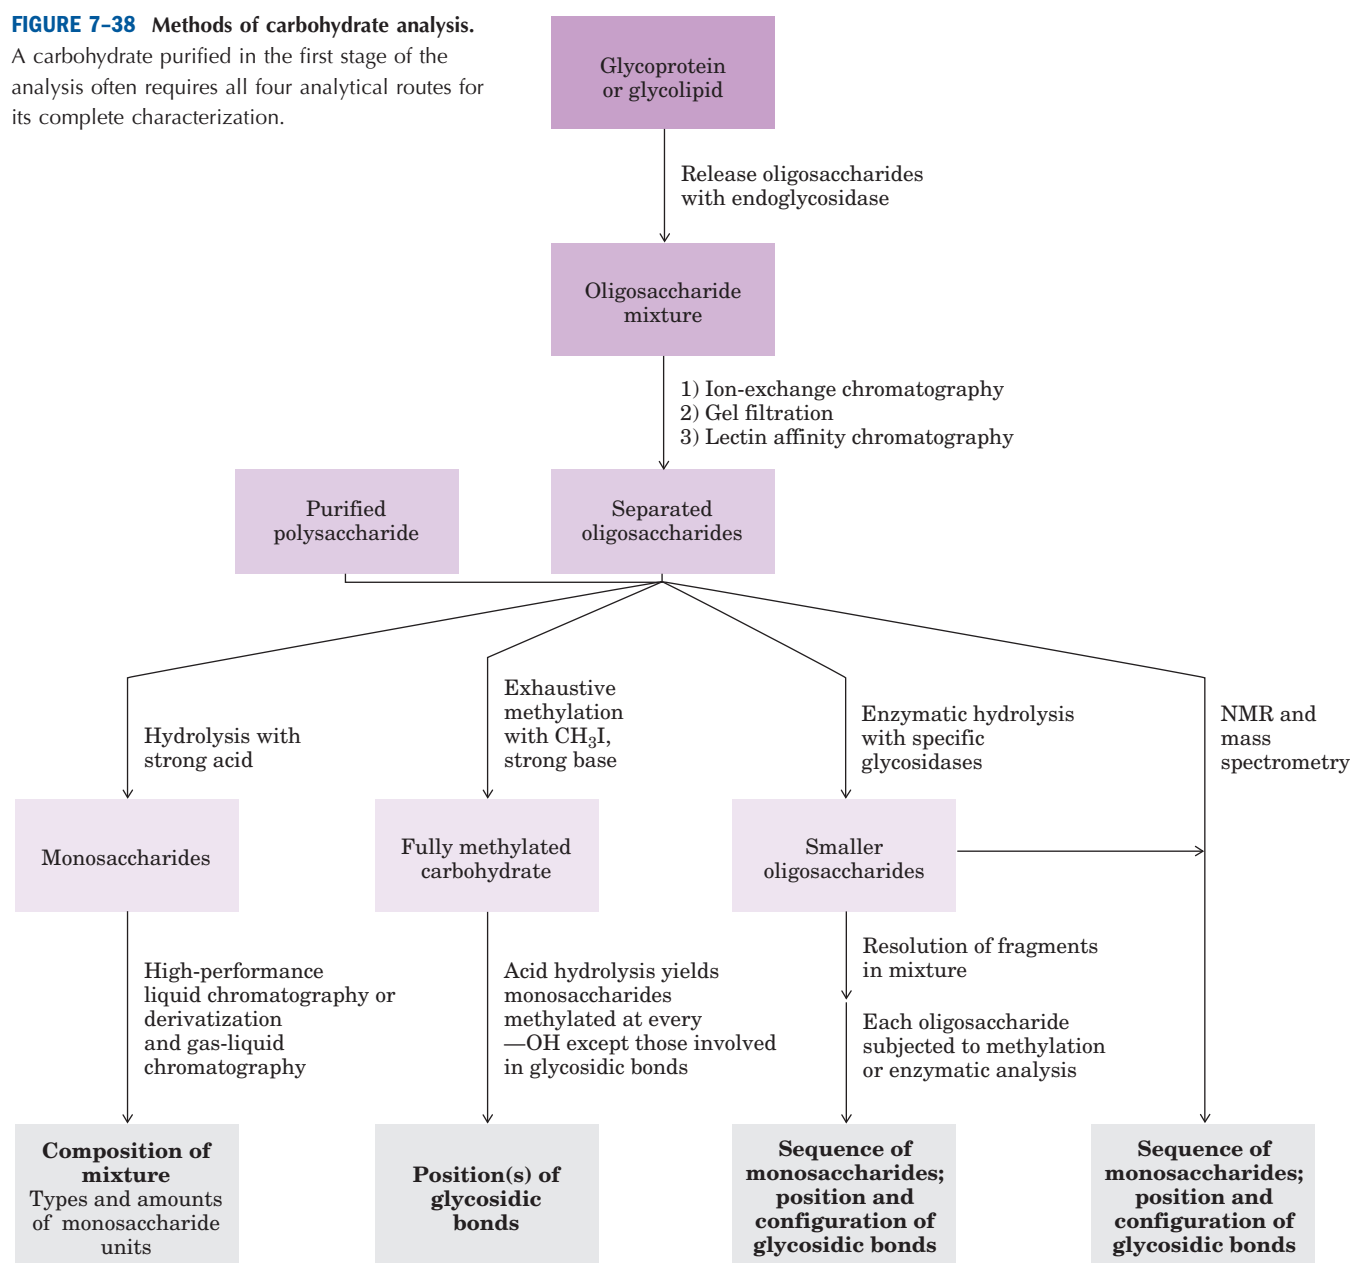 FIGURE 7–38 Methods of carbohydrate analysis.
A carbohydrate purified in the first stage of the
analysis often requires all four analytical routes for
its complete characterization.
Glycoprotein
or glycolipid
Release oligosaccharides
with endoglycosidase
Oligosaccharide
mixture
1) Ion-exchange chromatography
2) Gel filtration
3) Lectin affinity chromatography
Purified
polysaccharide
Separated
oligosaccharides
Hydrolysis with
strong acid
Exhaustive
methylation
with CH₃I,
strong base
Enzymatic hydrolysis
with specific
glycosidases
NMR and
mass
spectrometry
Monosaccharides
Fully methylated
carbohydrate
Smaller
oligosaccharides
High-performance
liquid chromatography or
derivatization
and gas-liquid
chromatography
Acid hydrolysis yields
monosaccharides
methylated at every
—OH except those involved
in glycosidic bonds
Resolution of fragments
in mixture
Each oligosaccharide
subjected to methylation
or enzymatic analysis
Composition of
mixture
Types and amounts
of monosaccharide
units
Position(s) of
glycosidic
bonds
Sequence of
monosaccharides;
position and
configuration of
glycosidic bonds
Sequence of
monosaccharides;
position and
configuration of
glycosidic bonds